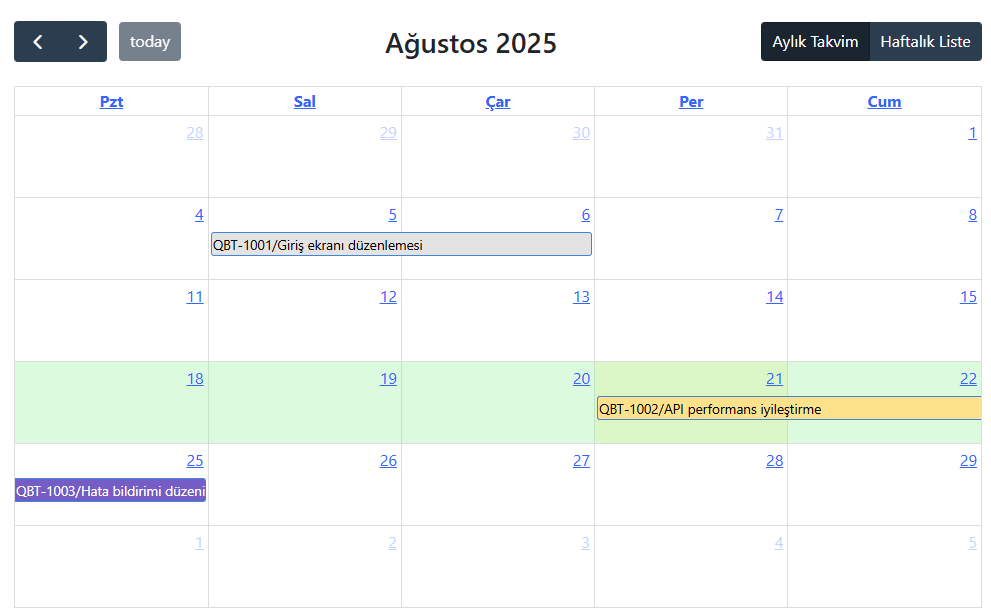 today
Ağustos 2025
Aylık Takvim Haftalık Liste
Pzt Sal Çar Per Cum
28 29 30 31 1
4 5 6 7 8
QBT-1001/Giriş ekranı düzenlemesi
11 12 13 14 15
18 19 20 21 22
QBT-1002/API performans iyileştirme
25 26 27 28 29
QBT-1003/Hata bildirimi düzeni
1 2 3 4 5